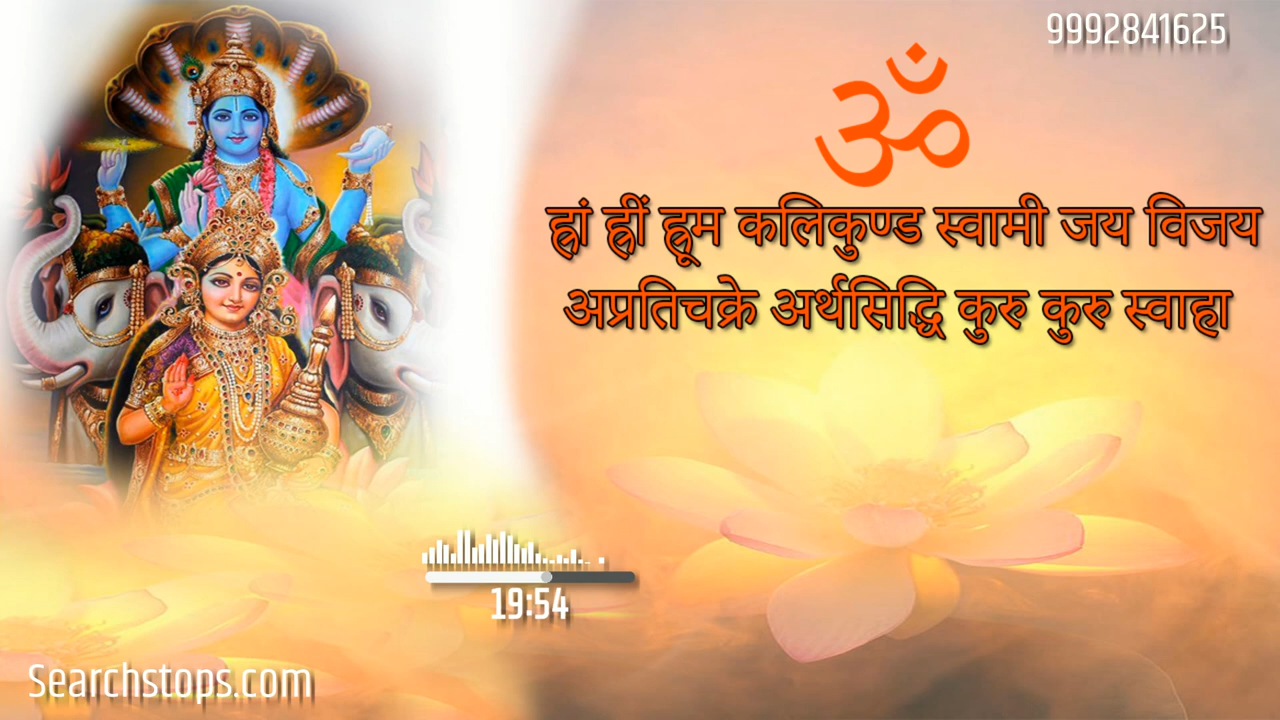 9992841625
ॐ
ह्रां ह्रीं ह्रूम कलिकुण्ड स्वामी जय विजय
अप्रतिचक्रे अर्थसिद्धि कुरु कुरु स्वाहा
19:54
Searchstops.com